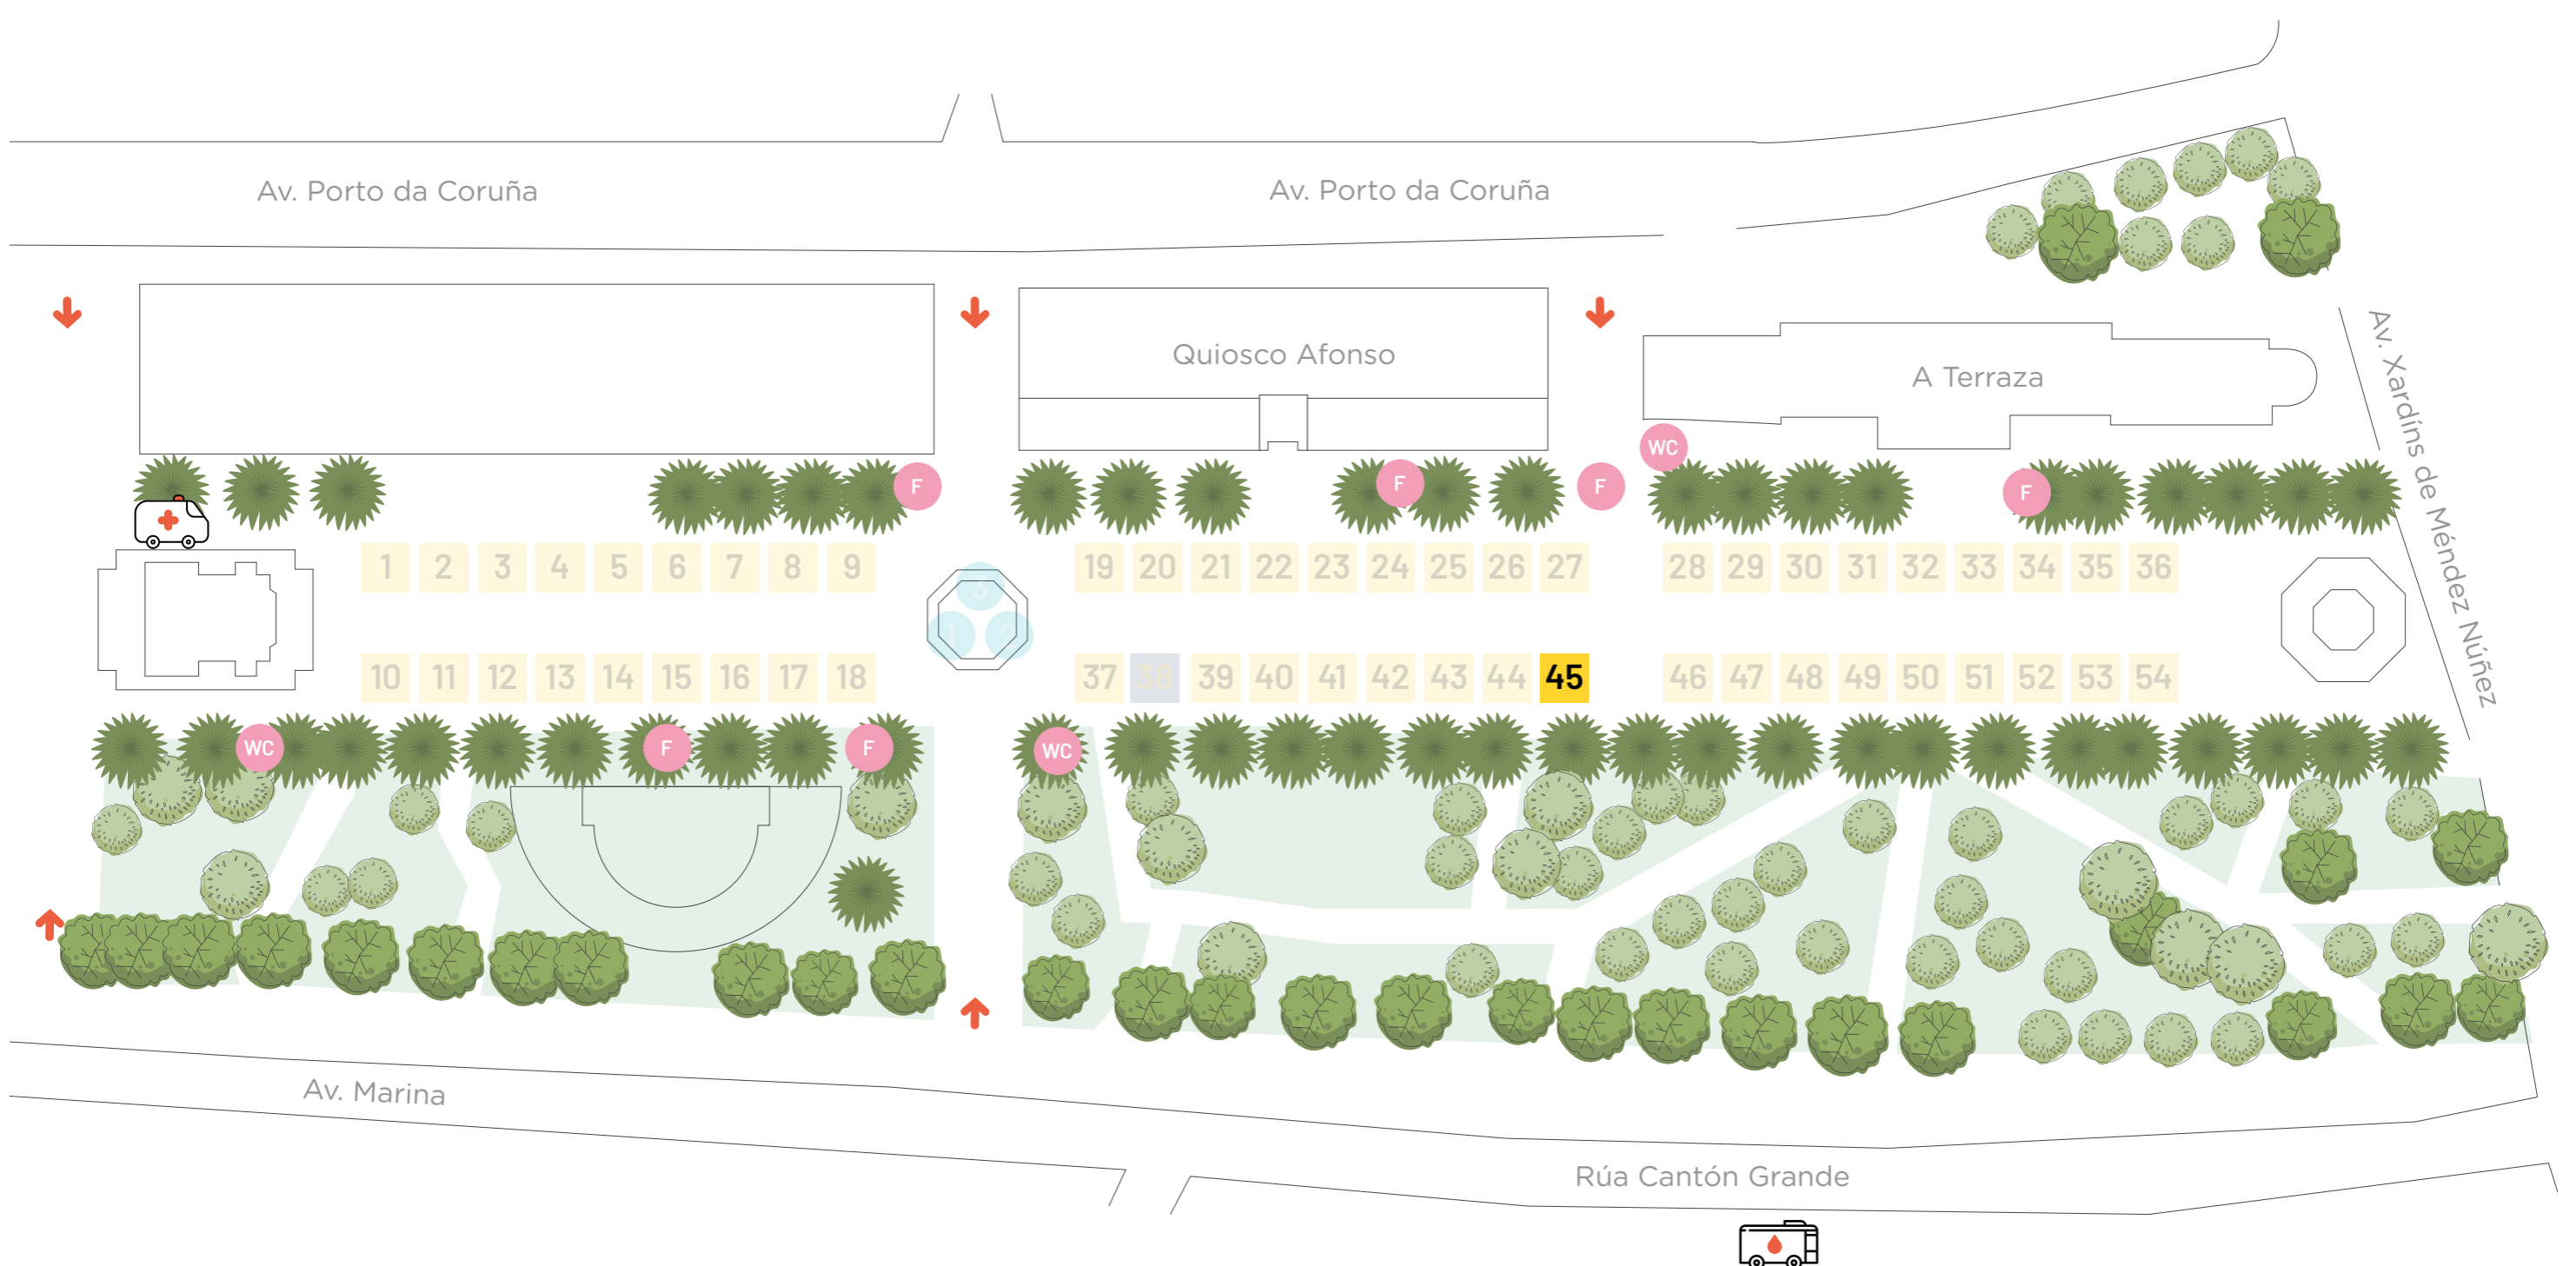 Av. Porto da Coruña
Av. Porto da Coruña
Quiosco Afonso
A Terraza
Av. Xardíns de Méndez Núñez
WC
F
F
F
F
1 2 3 4 5 6 7 8 9
19 20 21 22 23 24 25 26 27
28 29 30 31 32 33 34 35 36
3
1 2
10 11 12 13 14 15 16 17 18
37 38 39 40 41 42 43 44 45
46 47 48 49 50 51 52 53 54
WC
F
F
WC
Av. Marina
Rúa Cantón Grande